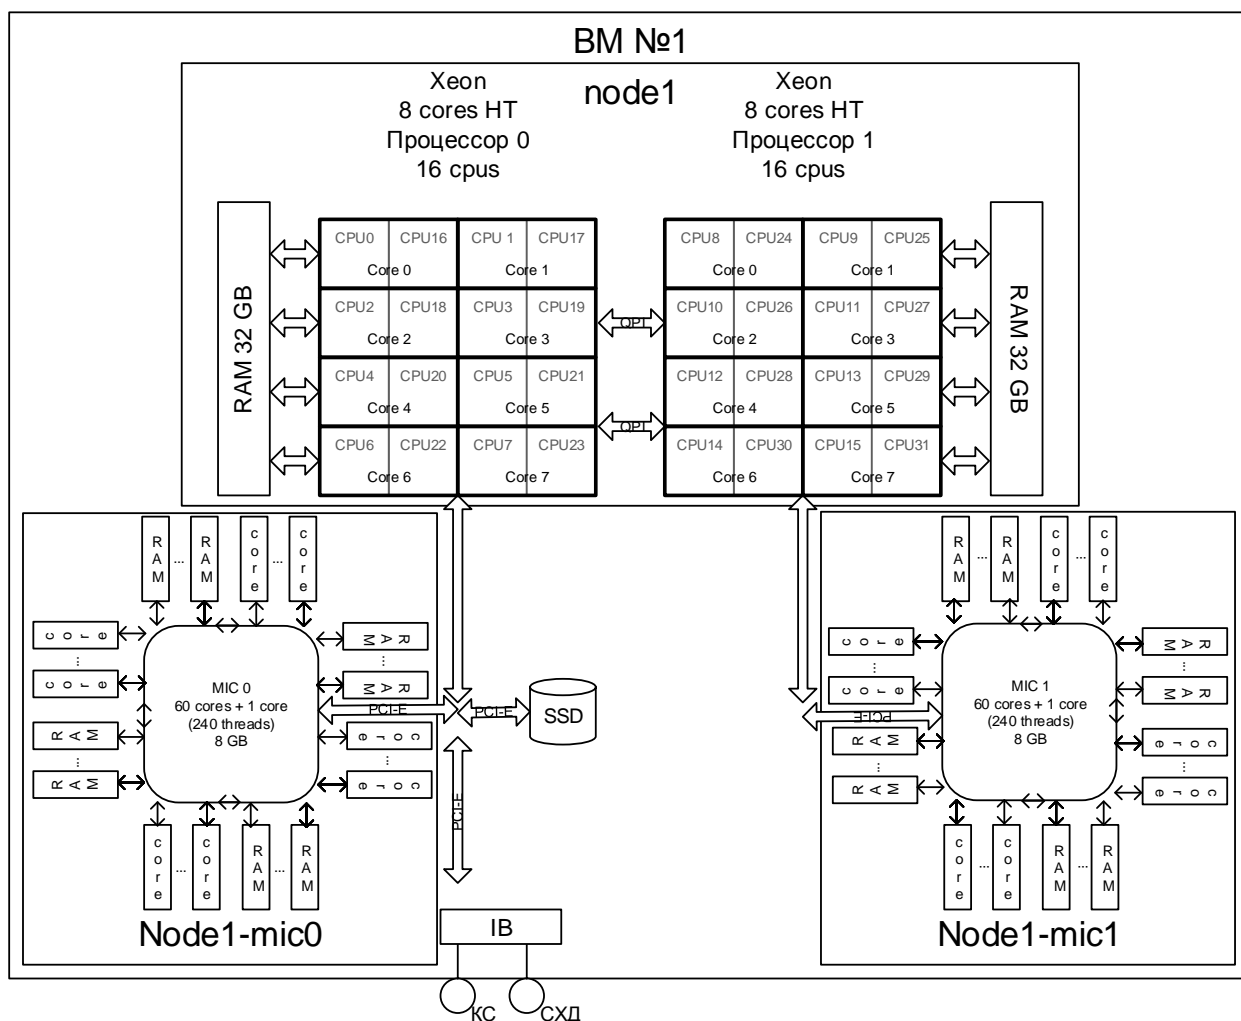 ВМ №1
node1
Xeon
8 cores HT
Процессор 0
16 cpus
Xeon
8 cores HT
Процессор 1
16 cpus
RAM 32 GB
CPU0 CPU16 CPU 1 CPU17
Core 0 Core 1
CPU2 CPU18 CPU3 CPU19
Core 2 Core 3
CPU4 CPU20 CPU5 CPU21
Core 4 Core 5
CPU6 CPU22 CPU7 CPU23
Core 6 Core 7
QPI
QPI
CPU8 CPU24 CPU9 CPU25
Core 0 Core 1
CPU10 CPU26 CPU11 CPU27
Core 2 Core 3
CPU12 CPU28 CPU13 CPU29
Core 4 Core 5
CPU14 CPU30 CPU15 CPU31
Core 6 Core 7
RAM 32 GB
RAM ... RAM core ... core
core
...
core
RAM
...
RAM
MIC 0
60 cores + 1 core
(240 threads)
8 GB
RAM
...
RAM
core
...
core
core ... core RAM ... RAM
Node1-mic0
PCI-E
PCI-E
SSD
PCI-E
IB
КС
СХД
RAM ... RAM core ... core
core
...
core
PCI-E
RAM
...
RAM
MIC 1
60 cores + 1 core
(240 threads)
8 GB
RAM
...
RAM
core
...
core
core ... core RAM ... RAM
Node1-mic1